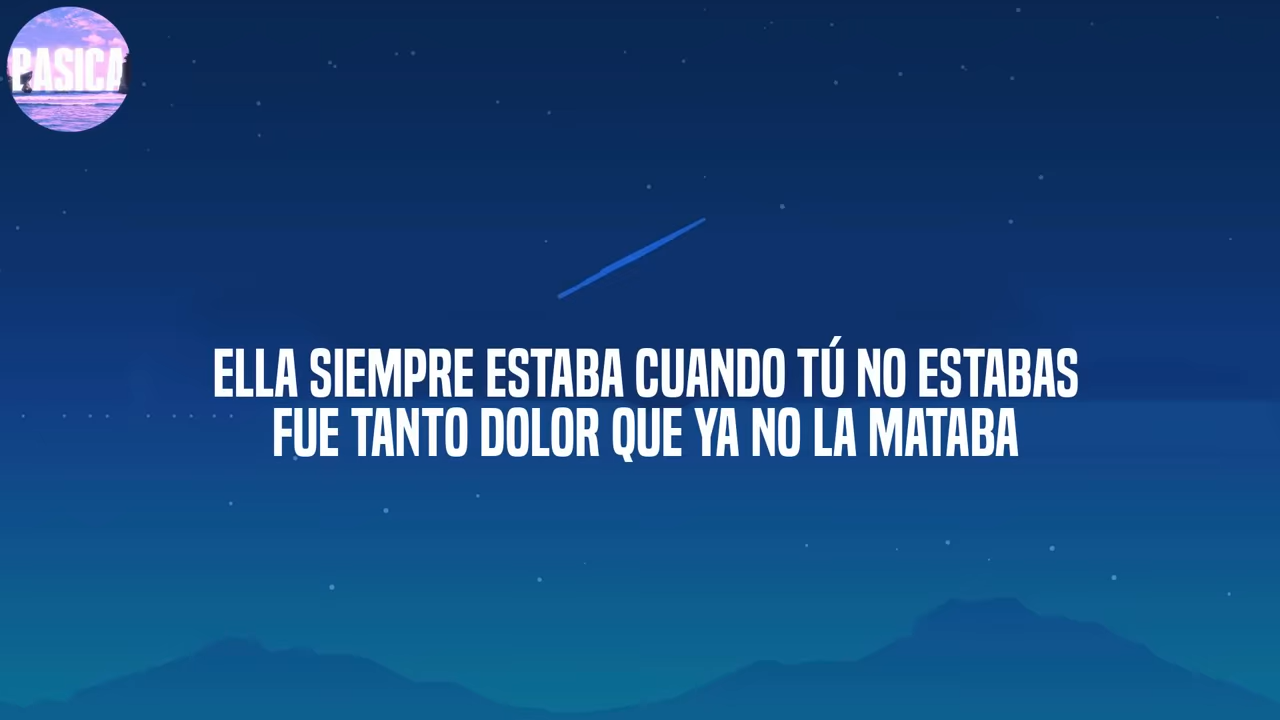 PASICA
ELLA SIEMPRE ESTABA CUANDO TÚ NO ESTABAS
FUE TANTO DOLOR QUE YA NO LA MATABA